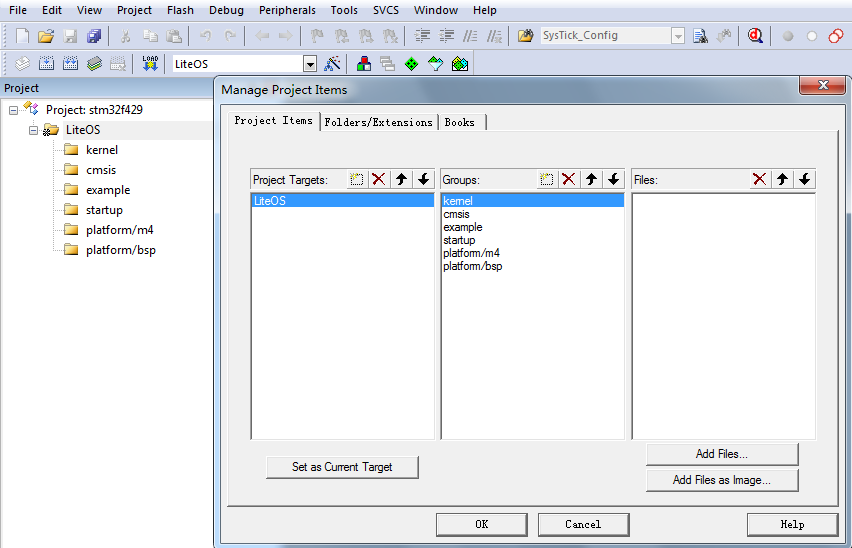 File Edit View Project Flash Debug Peripherals Tools SVCS Window Help
SysTick_Config
LOAD LiteOS
Project
Manage Project Items
Project: stm32f429
LiteOS
kernel
cmsis
example
startup
platform/m4
platform/bsp
Project Items Folders/Extensions Books
Project Targets: Groups: Files:
LiteOS
kernel
cmsis
example
startup
platform/m4
platform/bsp
Set as Current Target
Add Files...
Add Files as Image...
OK Cancel Help